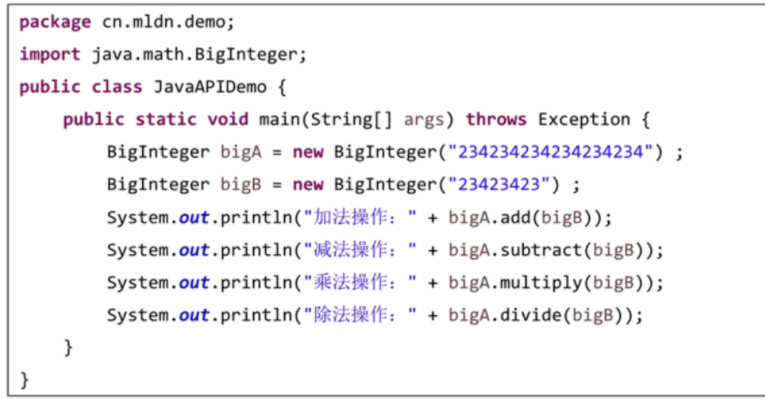 package cn.mldn.demo;
import java.math.BigInteger;
public class JavaAPIDemo {
    public static void main(String[] args) throws Exception {
        BigInteger bigA = new BigInteger("234234234234234234") ;
        BigInteger bigB = new BigInteger("23423423") ;
        System.out.println("加法操作：" + bigA.add(bigB));
        System.out.println("减法操作：" + bigA.subtract(bigB));
        System.out.println("乘法操作：" + bigA.multiply(bigB));
        System.out.println("除法操作：" + bigA.divide(bigB));
    }
}